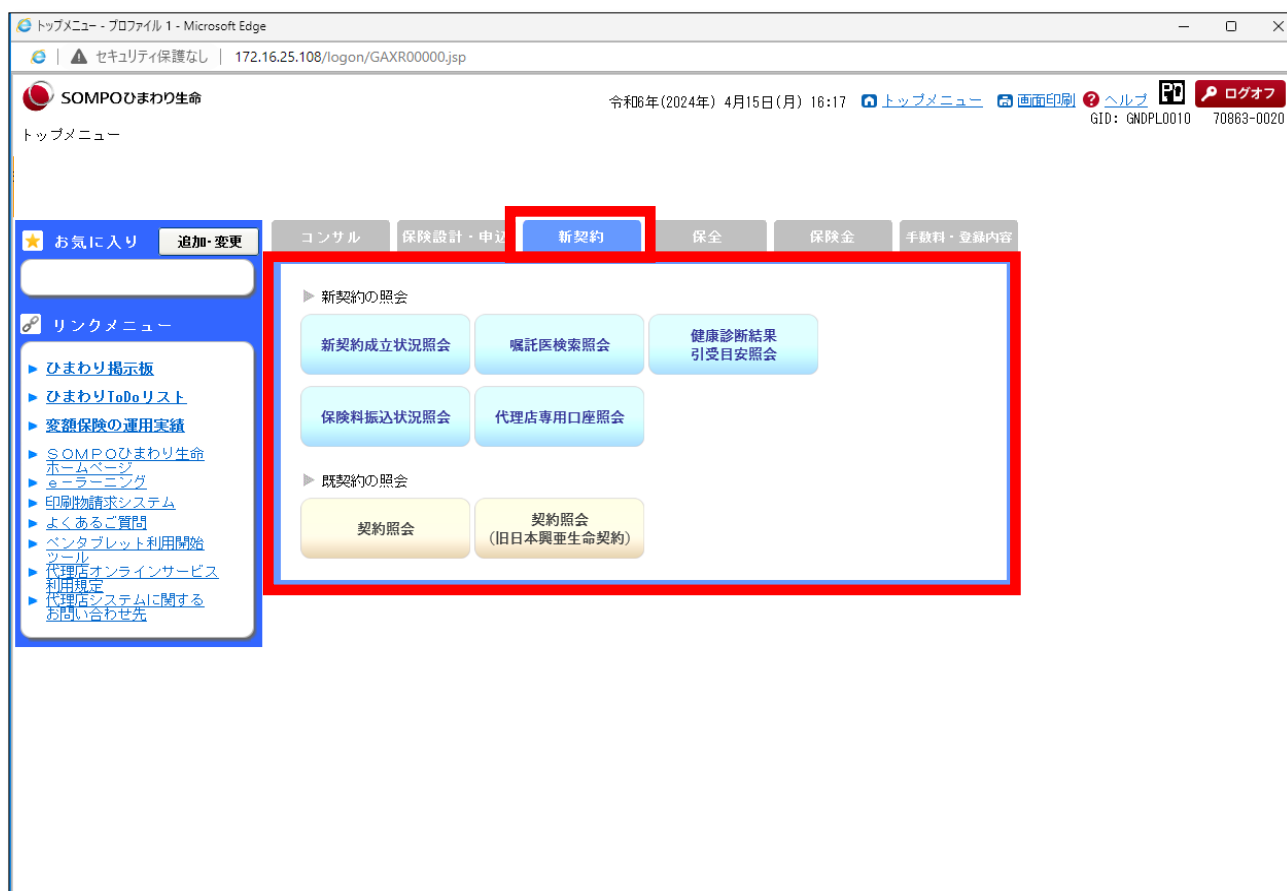 トップメニュー - プロファイル 1 - Microsoft Edge
セキュリティ保護なし | 172.16.25.108/logon/GAXR00000.jsp
SOMPOひまわり生命
令和6年(2024年) 4月15日(月) 16:17 トップメニュー 画面印刷 ヘルプ ログオフ
GID: GNDPL0010 70863-0020
トップメニュー
お気に入り 追加・変更
コンサル 保険設計・申込 新契約 保全 保険金 手数料・登録内容
リンクメニュー
ひまわり掲示板
ひまわりToDoリスト
変額保険の運用実績
SOMPOひまわり生命
ホームページ
e-ラーニング
印刷物請求システム
よくあるご質問
ペンタブレット利用開始
ツール
代理店オンラインサービス
利用規定
代理店システムに関する
お問い合わせ先
新契約の照会
新契約成立状況照会 嘱託医検索照会 健康診断結果
引受目安照会
保険料振込状況照会 代理店専用口座照会
既契約の照会
契約照会 契約照会
(旧日本興亜生命契約)